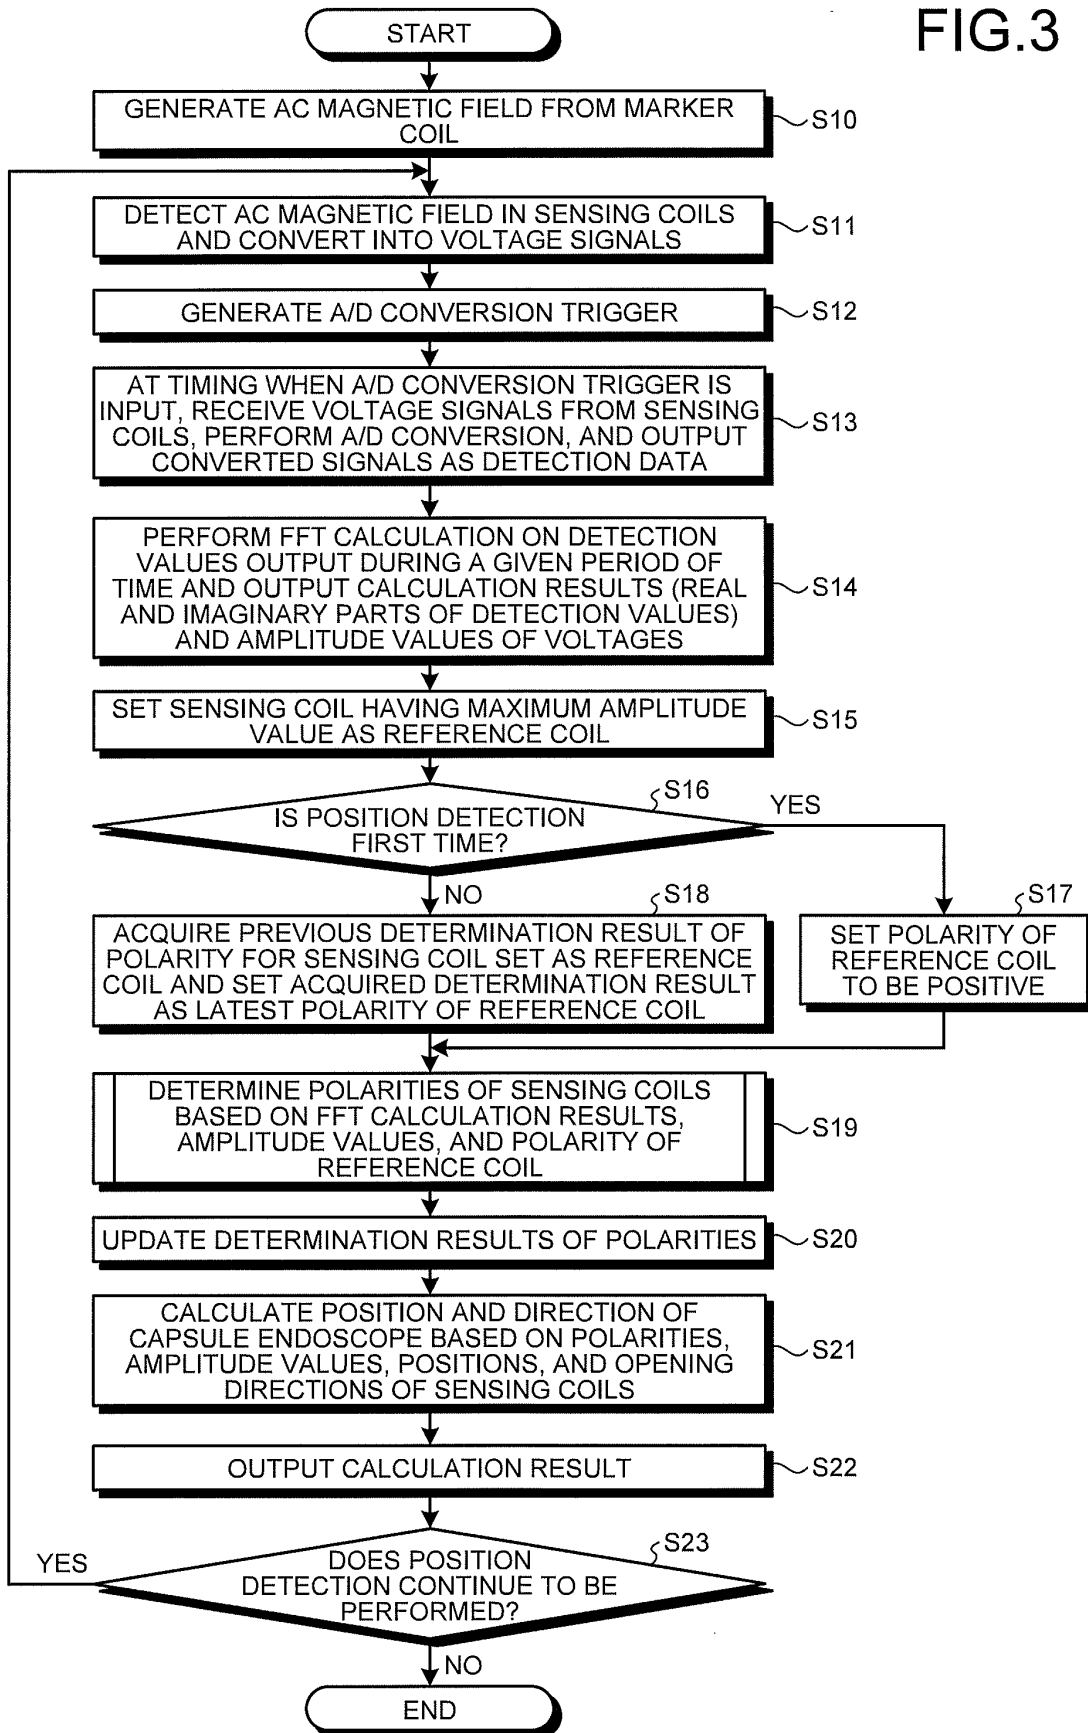 FIG.3
START
GENERATE AC MAGNETIC FIELD FROM MARKER
COIL
S10
DETECT AC MAGNETIC FIELD IN SENSING COILS
AND CONVERT INTO VOLTAGE SIGNALS
S11
GENERATE A/D CONVERSION TRIGGER
S12
AT TIMING WHEN A/D CONVERSION TRIGGER IS
INPUT, RECEIVE VOLTAGE SIGNALS FROM SENSING
COILS, PERFORM A/D CONVERSION, AND OUTPUT
CONVERTED SIGNALS AS DETECTION DATA
S13
PERFORM FFT CALCULATION ON DETECTION
VALUES OUTPUT DURING A GIVEN PERIOD OF
TIME AND OUTPUT CALCULATION RESULTS (REAL
AND IMAGINARY PARTS OF DETECTION VALUES)
AND AMPLITUDE VALUES OF VOLTAGES
S14
SET SENSING COIL HAVING MAXIMUM AMPLITUDE
VALUE AS REFERENCE COIL
S15
IS POSITION DETECTION
FIRST TIME?
S16
YES
NO
S17
SET POLARITY OF
REFERENCE COIL
TO BE POSITIVE
S18
ACQUIRE PREVIOUS DETERMINATION RESULT OF
POLARITY FOR SENSING COIL SET AS REFERENCE
COIL AND SET ACQUIRED DETERMINATION RESULT
AS LATEST POLARITY OF REFERENCE COIL
DETERMINE POLARITIES OF SENSING COILS
BASED ON FFT CALCULATION RESULTS,
AMPLITUDE VALUES, AND POLARITY OF
REFERENCE COIL
S19
UPDATE DETERMINATION RESULTS OF POLARITIES
S20
CALCULATE POSITION AND DIRECTION OF
CAPSULE ENDOSCOPE BASED ON POLARITIES,
AMPLITUDE VALUES, POSITIONS, AND OPENING
DIRECTIONS OF SENSING COILS
S21
OUTPUT CALCULATION RESULT
S22
DOES POSITION
DETECTION CONTINUE TO BE
PERFORMED?
S23
YES
NO
END